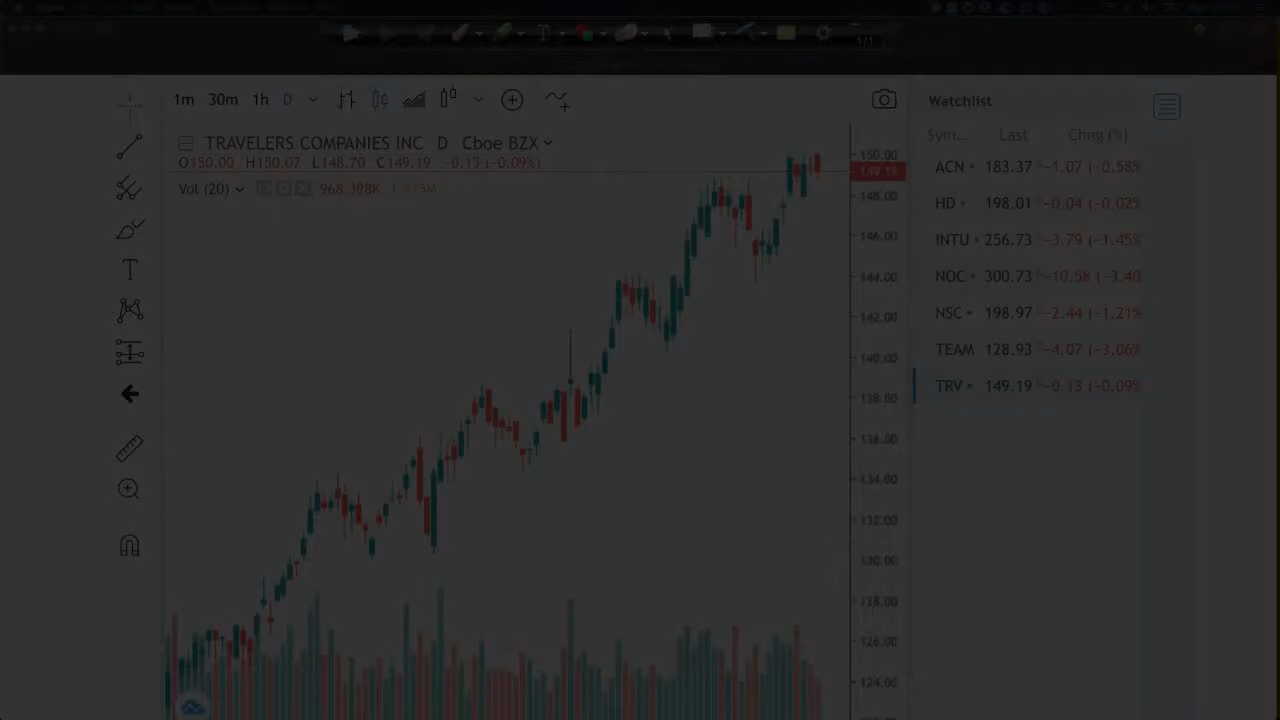 1/1
1m 30m 1h D
TRAVELERS COMPANIES INC D Cboe BZX
O150.00 H150.07 L148.70 C149.19 −0.13 (−0.09%)
Vol (20) 968.398K
150.00
149.19
148.00
146.00
144.00
142.00
140.00
138.00
136.00
134.00
132.00
130.00
128.00
126.00
124.00
Watchlist
Sym... Last Chng (%)
ACN 183.37 −1.07 (−0.58%
HD 198.01 −0.04 (−0.02%
INTU 256.73 −3.79 (−1.45%
NOC 300.73 −10.58 (−3.40
NSC 198.97 −2.44 (−1.21%
TEAM 128.93 −4.07 (−3.06%
TRV 149.19 −0.13 (−0.09%